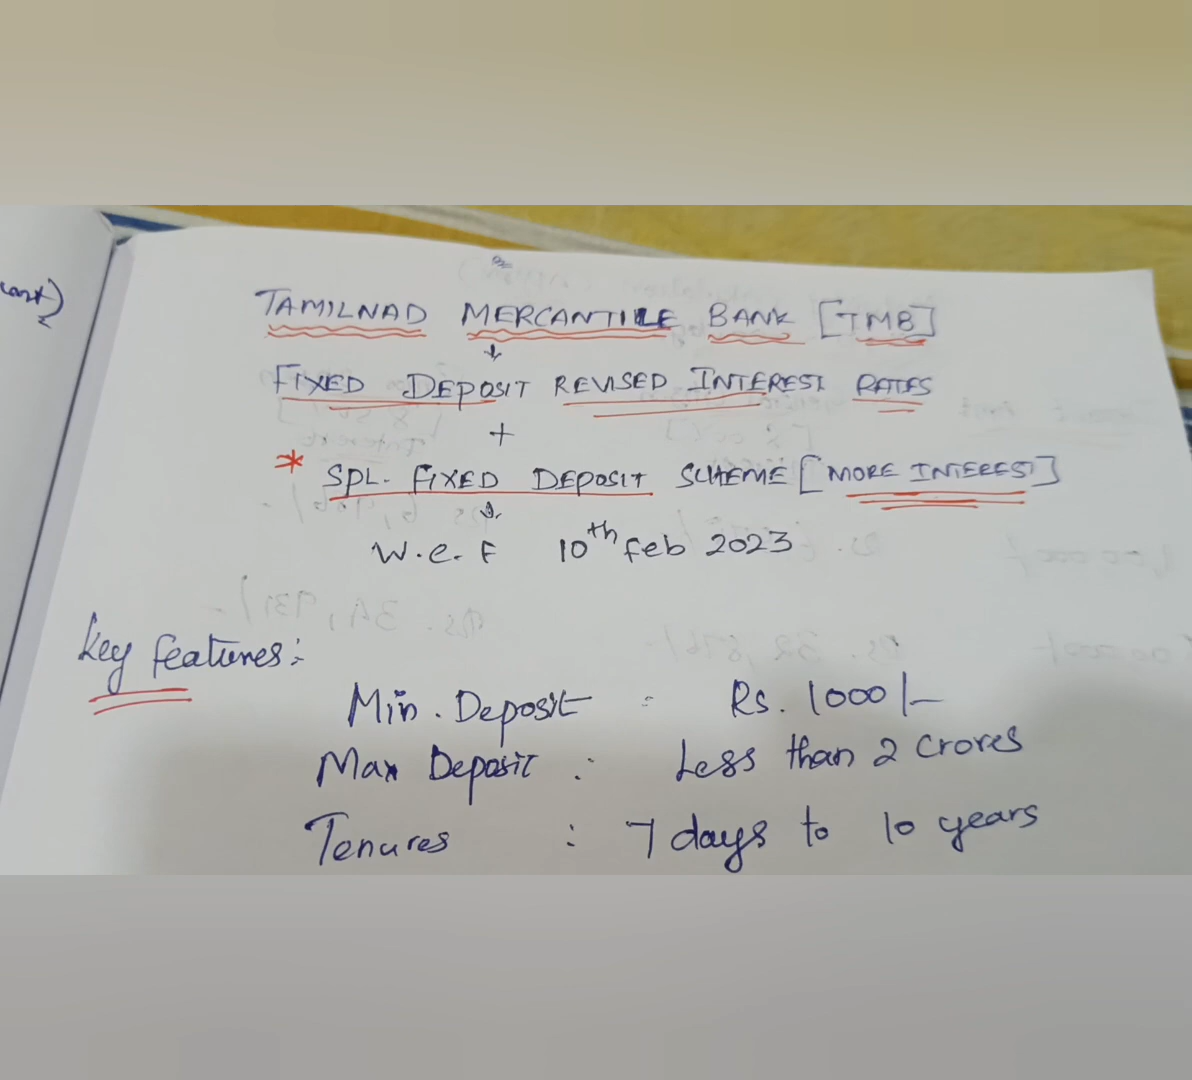 TAMILNAD MERCANTILE BANK [TMB]
FIXED DEPOSIT REVISED INTEREST RATES
+
* SPL. FIXED DEPOSIT SCHEME [MORE INTEREST]
W.e.F 10th feb 2023
key features:
Min. Deposit : Rs. 1000/-
Max Deposit : Less than 2 crores
Tenures : 7 days to 10 years